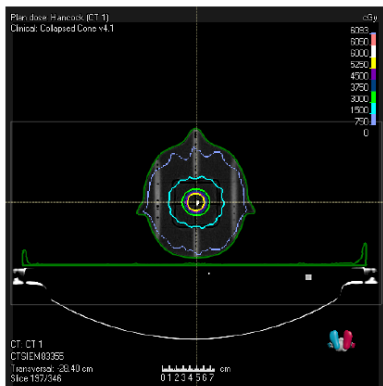 Plan dose: Hancock (CT 1)
Clinical: Collapsed Cone v4.1
cGy
6093
6050
6000
5250
4500
3750
3000
1500
750
0
CT: CT 1
CTSIEM83355
Transversal: -28.40 cm
Slice 197/346
cm
0 1 2 3 4 5 6 7